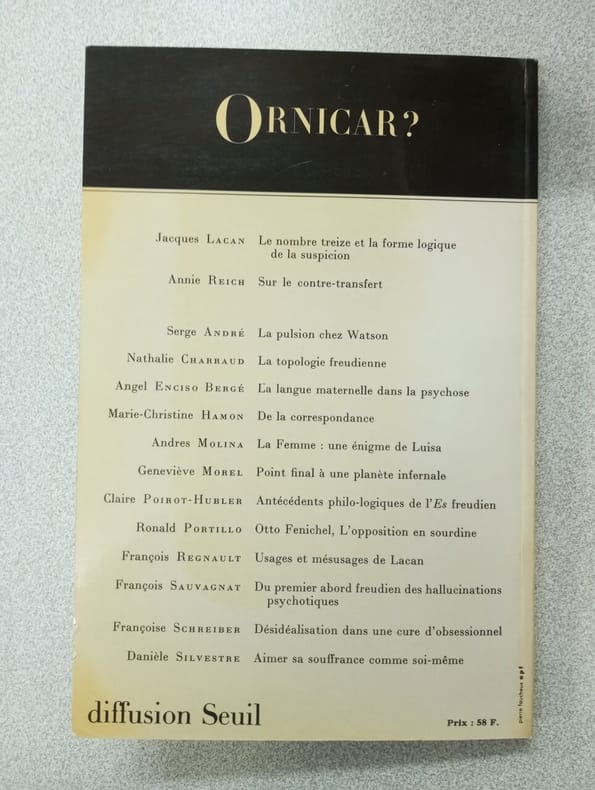 ORNICAR?
Jacques LACAN Le nombre treize et la forme logique
de la suspicion
Annie REICH Sur le contre-transfert
Serge ANDRÉ La pulsion chez Watson
Nathalie CHARRAUD La topologie freudienne
Angel ENCISO BERGÉ La langue maternelle dans la psychose
Marie-Christine HAMON De la correspondance
Andres MOLINA La Femme : une énigme de Luisa
Geneviève MOREL Point final à une planète infernale
Claire POIROT-HUBLER Antécédents philo-logiques de l'Es freudien
Ronald PORTILLO Otto Fenichel, L'opposition en sourdine
François REGNAULT Usages et mésusages de Lacan
François SAUVAGNAT Du premier abord freudien des hallucinations
psychotiques
Françoise SCHREIBER Désidéalisation dans une cure d'obsessionnel
Danièle SILVESTRE Aimer sa souffrance comme soi-même
diffusion Seuil
Prix : 58 F.
pierre faucheux apf